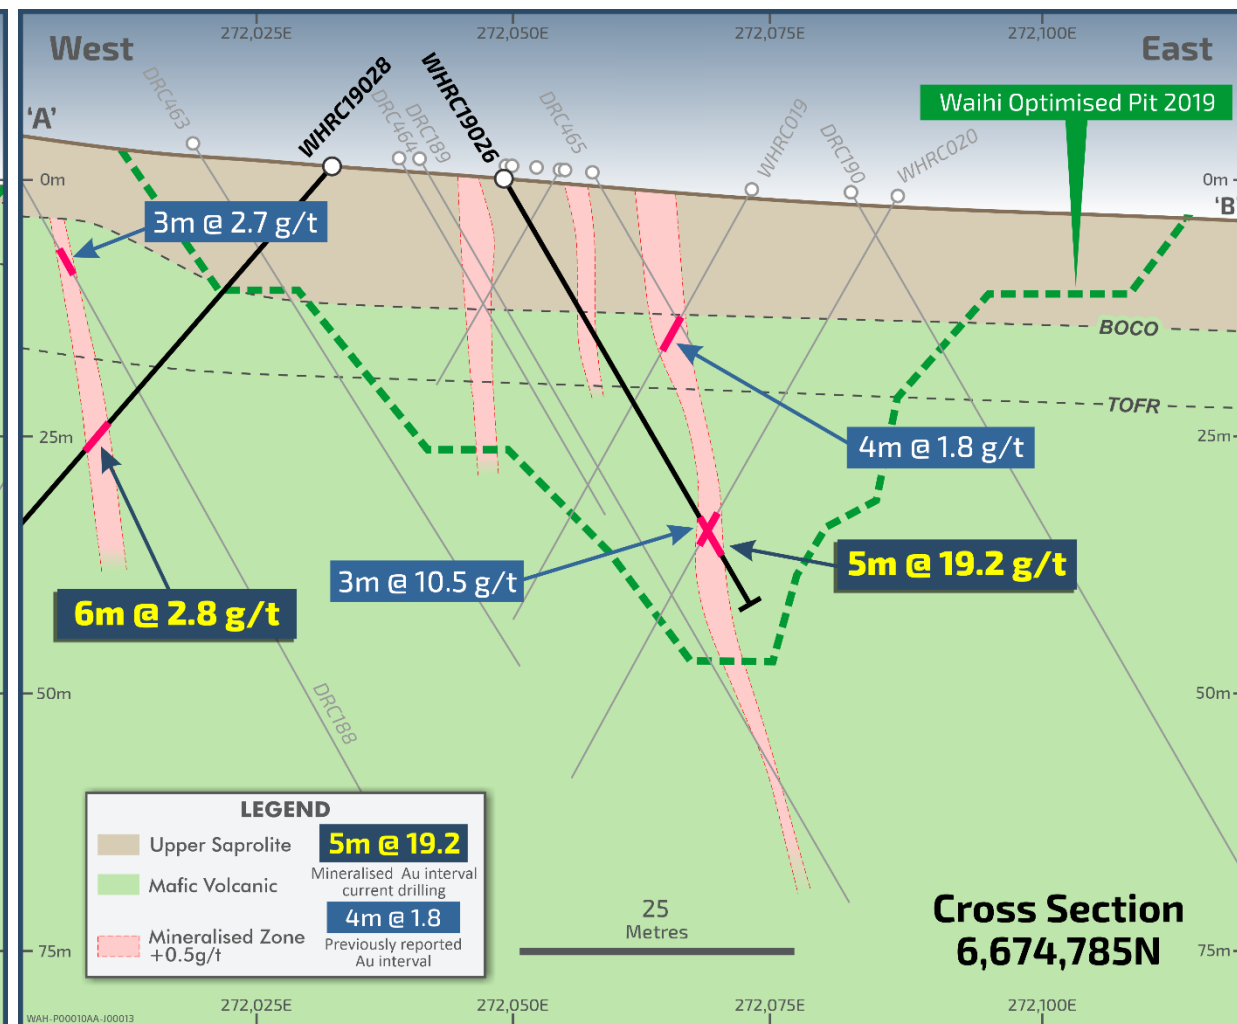 272,025E
272,050E
272,075E
272,100E
West
East
'A'
DRC463
WHRC19028
DRC464
DRC189
WHRC19026
DRC465
WHRC019
DRC190
WHRC020
Waihi Optimised Pit 2019
0m
0m
'B'
3m @ 2.7 g/t
BOCO
TOFR
25m
25m
4m @ 1.8 g/t
3m @ 10.5 g/t
5m @ 19.2 g/t
6m @ 2.8 g/t
50m
50m
DRC188
LEGEND
Upper Saprolite
5m @ 19.2
Mineralised Au interval
current drilling
Mafic Volcanic
4m @ 1.8
Previously reported
Au interval
Mineralised Zone
+0.5g/t
25
Metres
Cross Section
6,674,785N
75m
75m
272,025E
272,050E
272,075E
272,100E
WAH-P00010AA-J00013